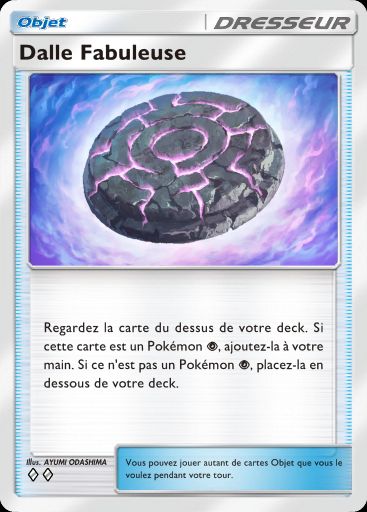 Objet
DRESSEUR
Dalle Fabuleuse
Regardez la carte du dessus de votre deck. Si
cette carte est un Pokémon , ajoutez-la à votre
main. Si ce n'est pas un Pokémon , placez-la en
dessous de votre deck.
Illus. AYUMI ODASHIMA
Vous pouvez jouer autant de cartes Objet que vous le
voulez pendant votre tour.